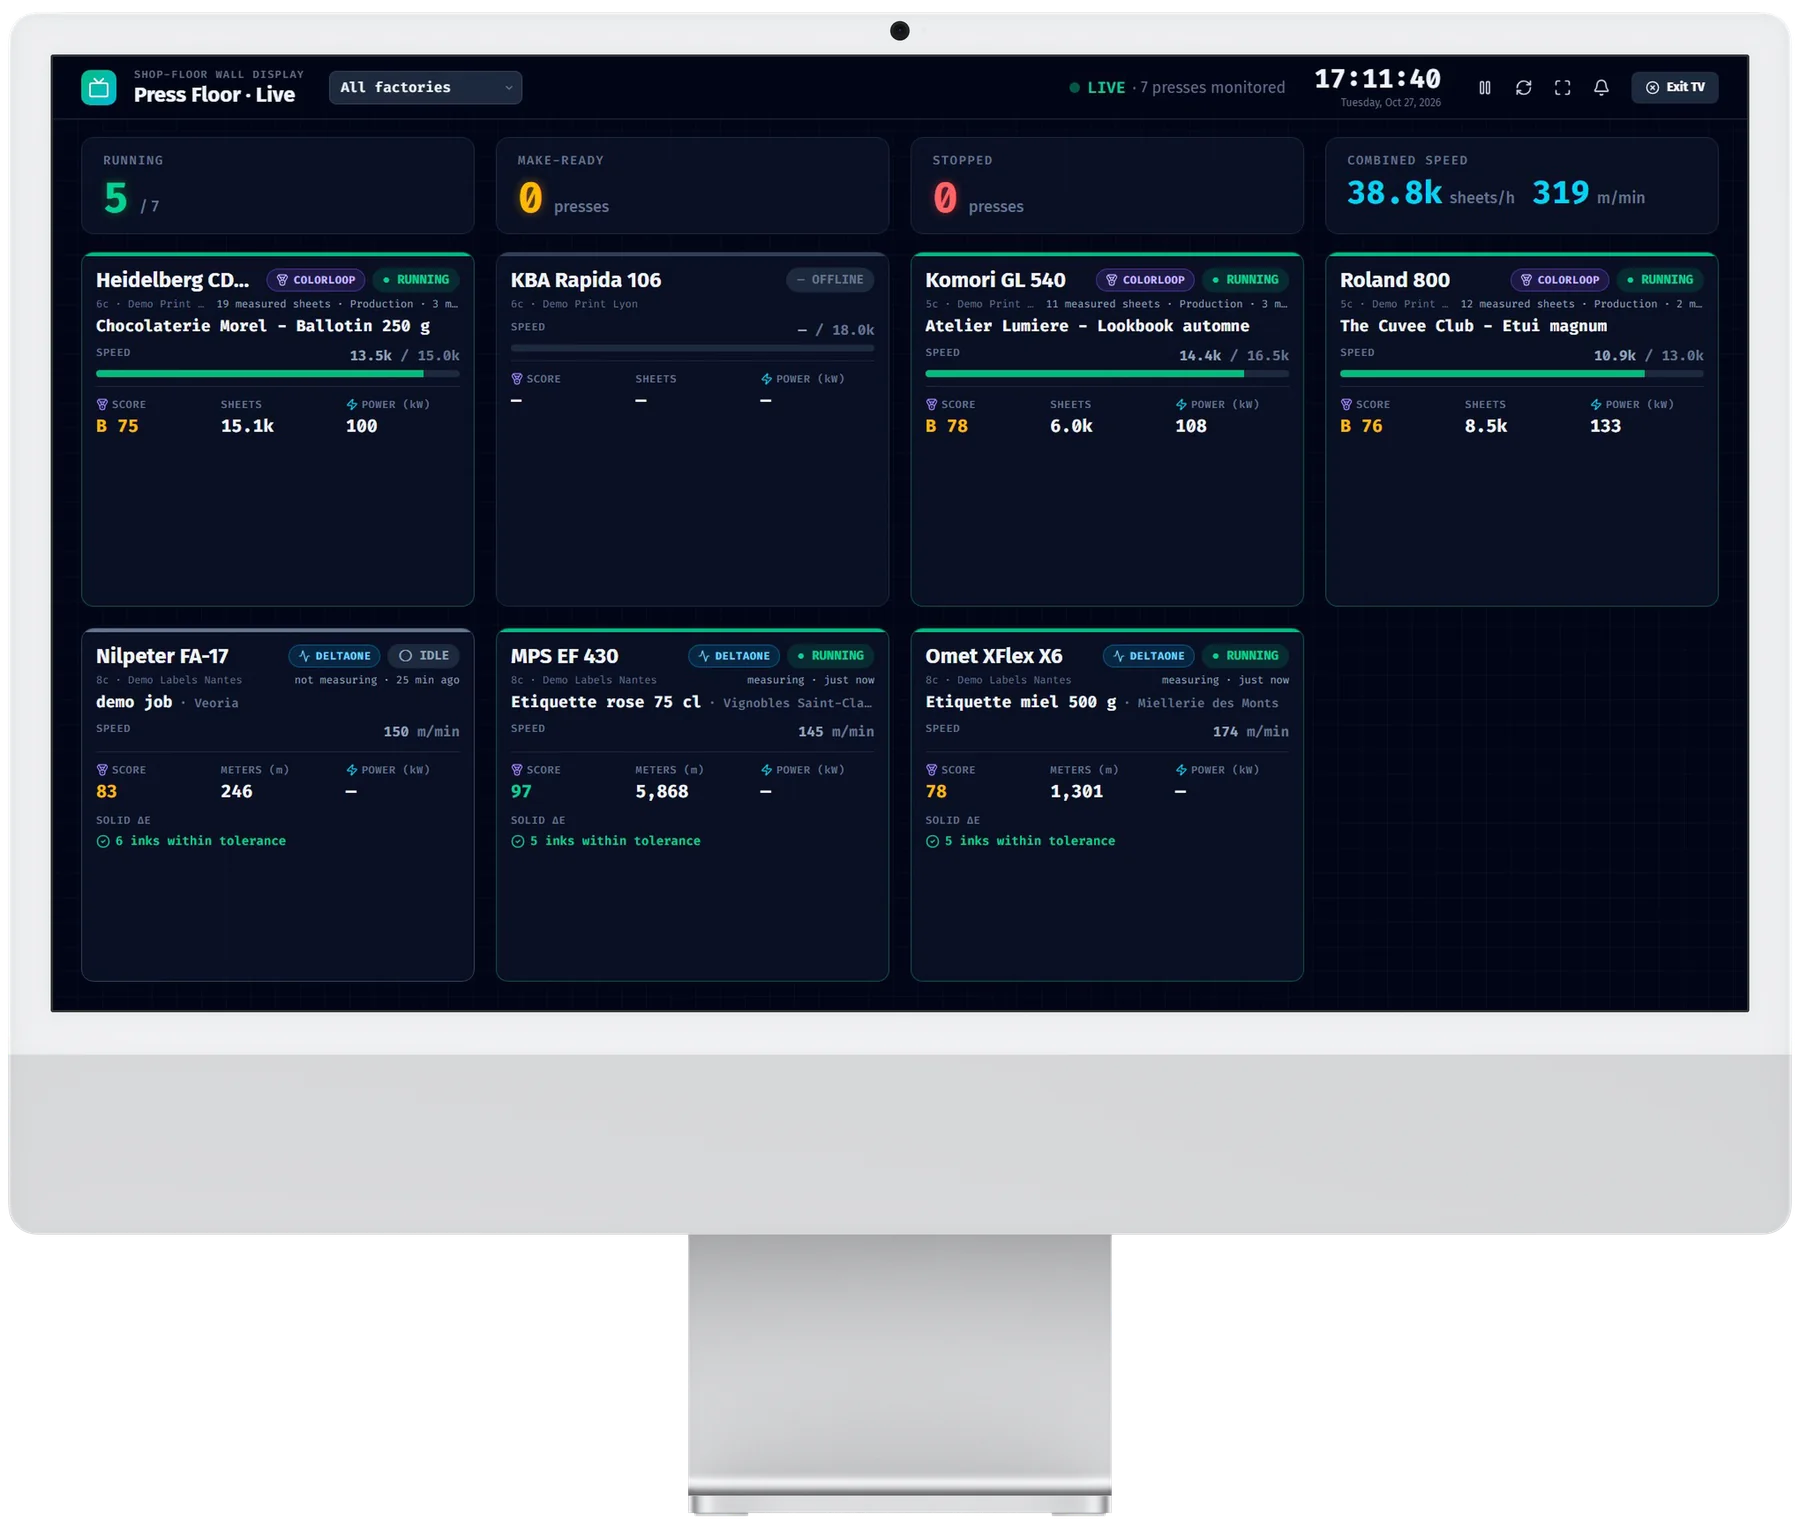 SHOP-FLOOR WALL DISPLAY
Press Floor · Live
All factories
LIVE · 7 presses monitored
17:11:40
Tuesday, Oct 27, 2026
Exit TV
RUNNING
5 / 7
MAKE-READY
0 presses
STOPPED
0 presses
COMBINED SPEED
38.8k sheets/h 319 m/min
Heidelberg CD... COLORLOOP RUNNING
6c · Demo Print … 19 measured sheets · Production · 3 m…
Chocolaterie Morel - Ballotin 250 g
SPEED 13.5k / 15.0k
SCORE SHEETS POWER (kW)
B 75 15.1k 100
KBA Rapida 106 — OFFLINE
6c · Demo Print Lyon
SPEED — / 18.0k
SCORE SHEETS POWER (kW)
— — —
Komori GL 540 COLORLOOP RUNNING
5c · Demo Print … 11 measured sheets · Production · 3 m…
Atelier Lumiere - Lookbook automne
SPEED 14.4k / 16.5k
SCORE SHEETS POWER (kW)
B 78 6.0k 108
Roland 800 COLORLOOP RUNNING
5c · Demo Print … 12 measured sheets · Production · 2 m…
The Cuvee Club - Etui magnum
SPEED 10.9k / 13.0k
SCORE SHEETS POWER (kW)
B 76 8.5k 133
Nilpeter FA-17 DELTAONE IDLE
8c · Demo Labels Nantes not measuring · 25 min ago
demo job · Veoria
SPEED 150 m/min
SCORE METERS (m) POWER (kW)
83 246 —
SOLID ΔE
6 inks within tolerance
MPS EF 430 DELTAONE RUNNING
8c · Demo Labels Nantes measuring · just now
Etiquette rose 75 cl · Vignobles Saint-Cla…
SPEED 145 m/min
SCORE METERS (m) POWER (kW)
97 5,868 —
SOLID ΔE
5 inks within tolerance
Omet XFlex X6 DELTAONE RUNNING
8c · Demo Labels Nantes measuring · just now
Etiquette miel 500 g · Miellerie des Monts
SPEED 174 m/min
SCORE METERS (m) POWER (kW)
78 1,301 —
SOLID ΔE
5 inks within tolerance